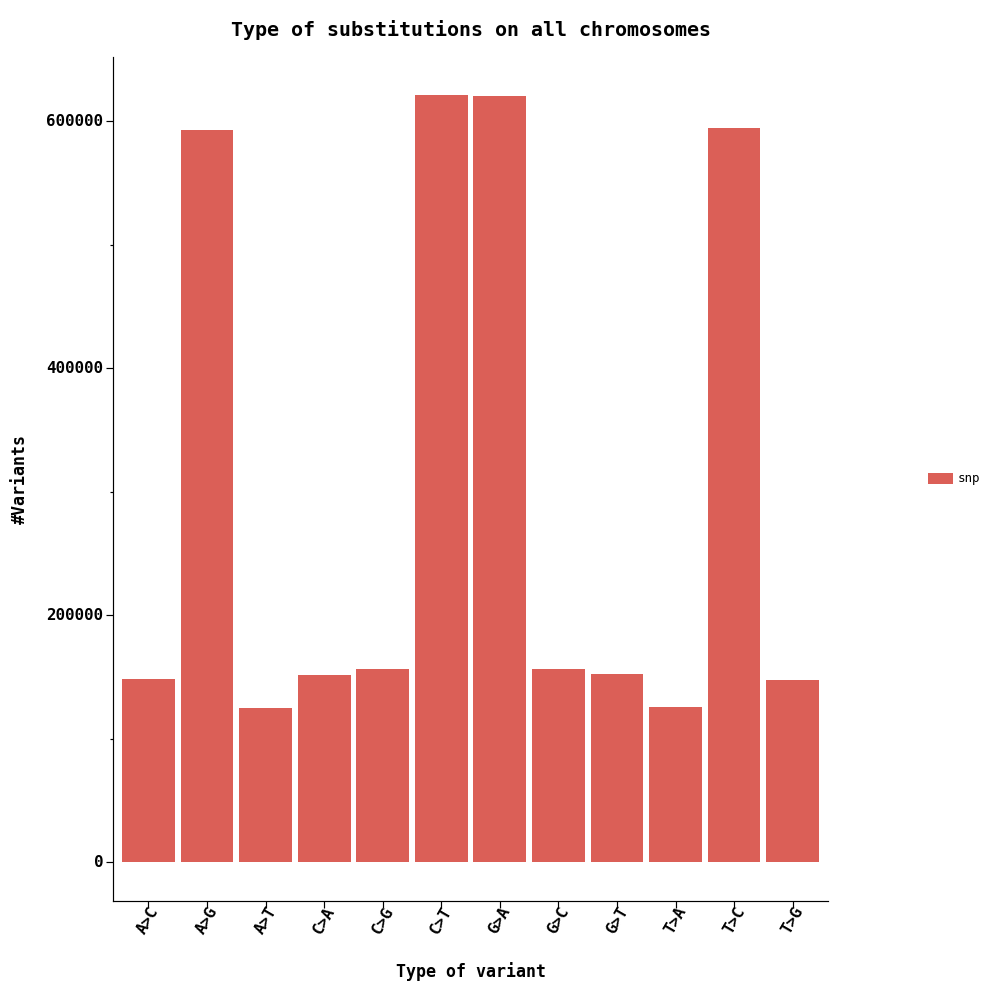 Type of substitutions on all chromosomes
600000
400000
200000
0
#Variants
snp
A>C
A>G
A>T
C>A
C>G
C>T
G>A
G>C
G>T
T>A
T>C
T>G
Type of variant